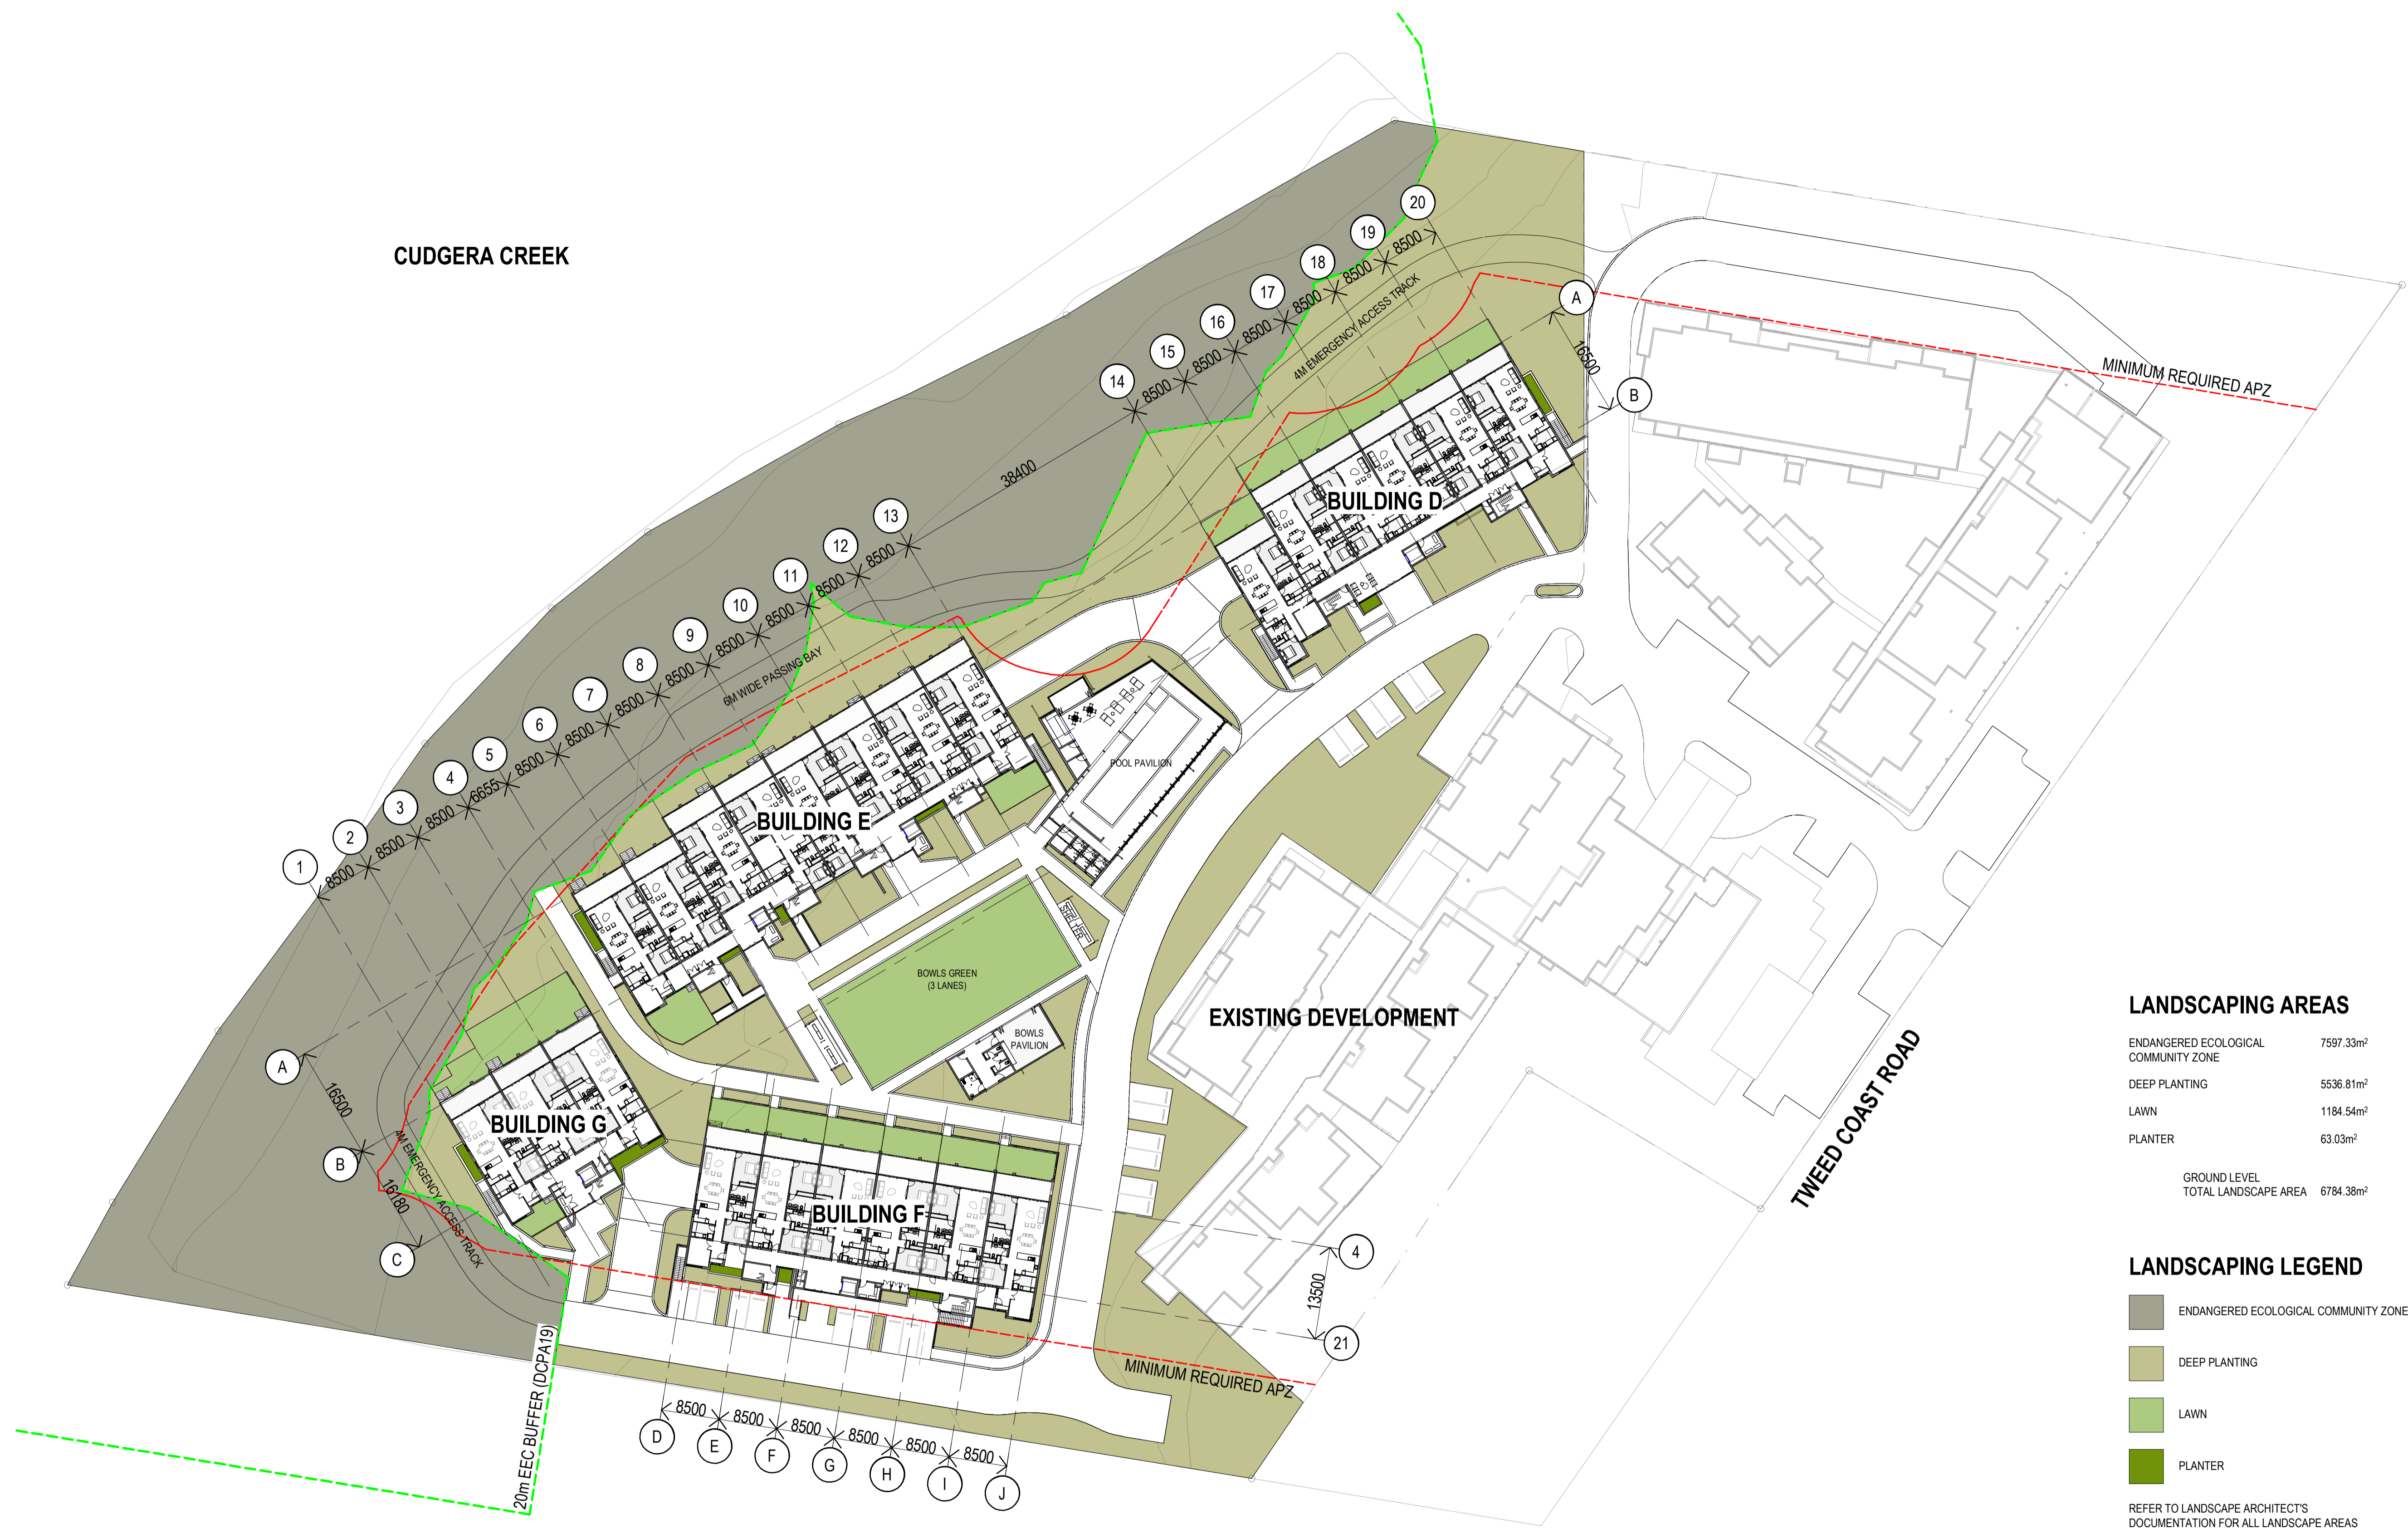 CUDGERA CREEK
20
19
8500
18
8500
17
8500
16
8500
15
8500
14
8500
4M EMERGENCY ACCESS TRACK
A
16500
B
MINIMUM REQUIRED APZ
38400
13
8500
12
8500
11
8500
10
8500
9
8500
8
8500
7
8500
6
8500
5
6655
4
8500
3
8500
2
8500
1
6M WIDE PASSING BAY
BUILDING D
BUILDING E
POOL PAVILION
BOWLS GREEN
(3 LANES)
BOWLS
PAVILION
EXISTING DEVELOPMENT
TWEED COAST ROAD
A
16500
B
16180
C
4M EMERGENCY ACCESS TRACK
BUILDING G
BUILDING F
4
13500
21
MINIMUM REQUIRED APZ
20m EEC BUFFER (DCPA19)
8500
8500
8500
8500
8500
8500
D
E
F
G
H
I
J
LANDSCAPING AREAS
ENDANGERED ECOLOGICAL COMMUNITY ZONE 7597.33m²
DEEP PLANTING 5536.81m²
LAWN 1184.54m²
PLANTER 63.03m²
GROUND LEVEL
TOTAL LANDSCAPE AREA 6784.38m²
LANDSCAPING LEGEND
ENDANGERED ECOLOGICAL COMMUNITY ZONE
DEEP PLANTING
LAWN
PLANTER
REFER TO LANDSCAPE ARCHITECT'S
DOCUMENTATION FOR ALL LANDSCAPE AREAS